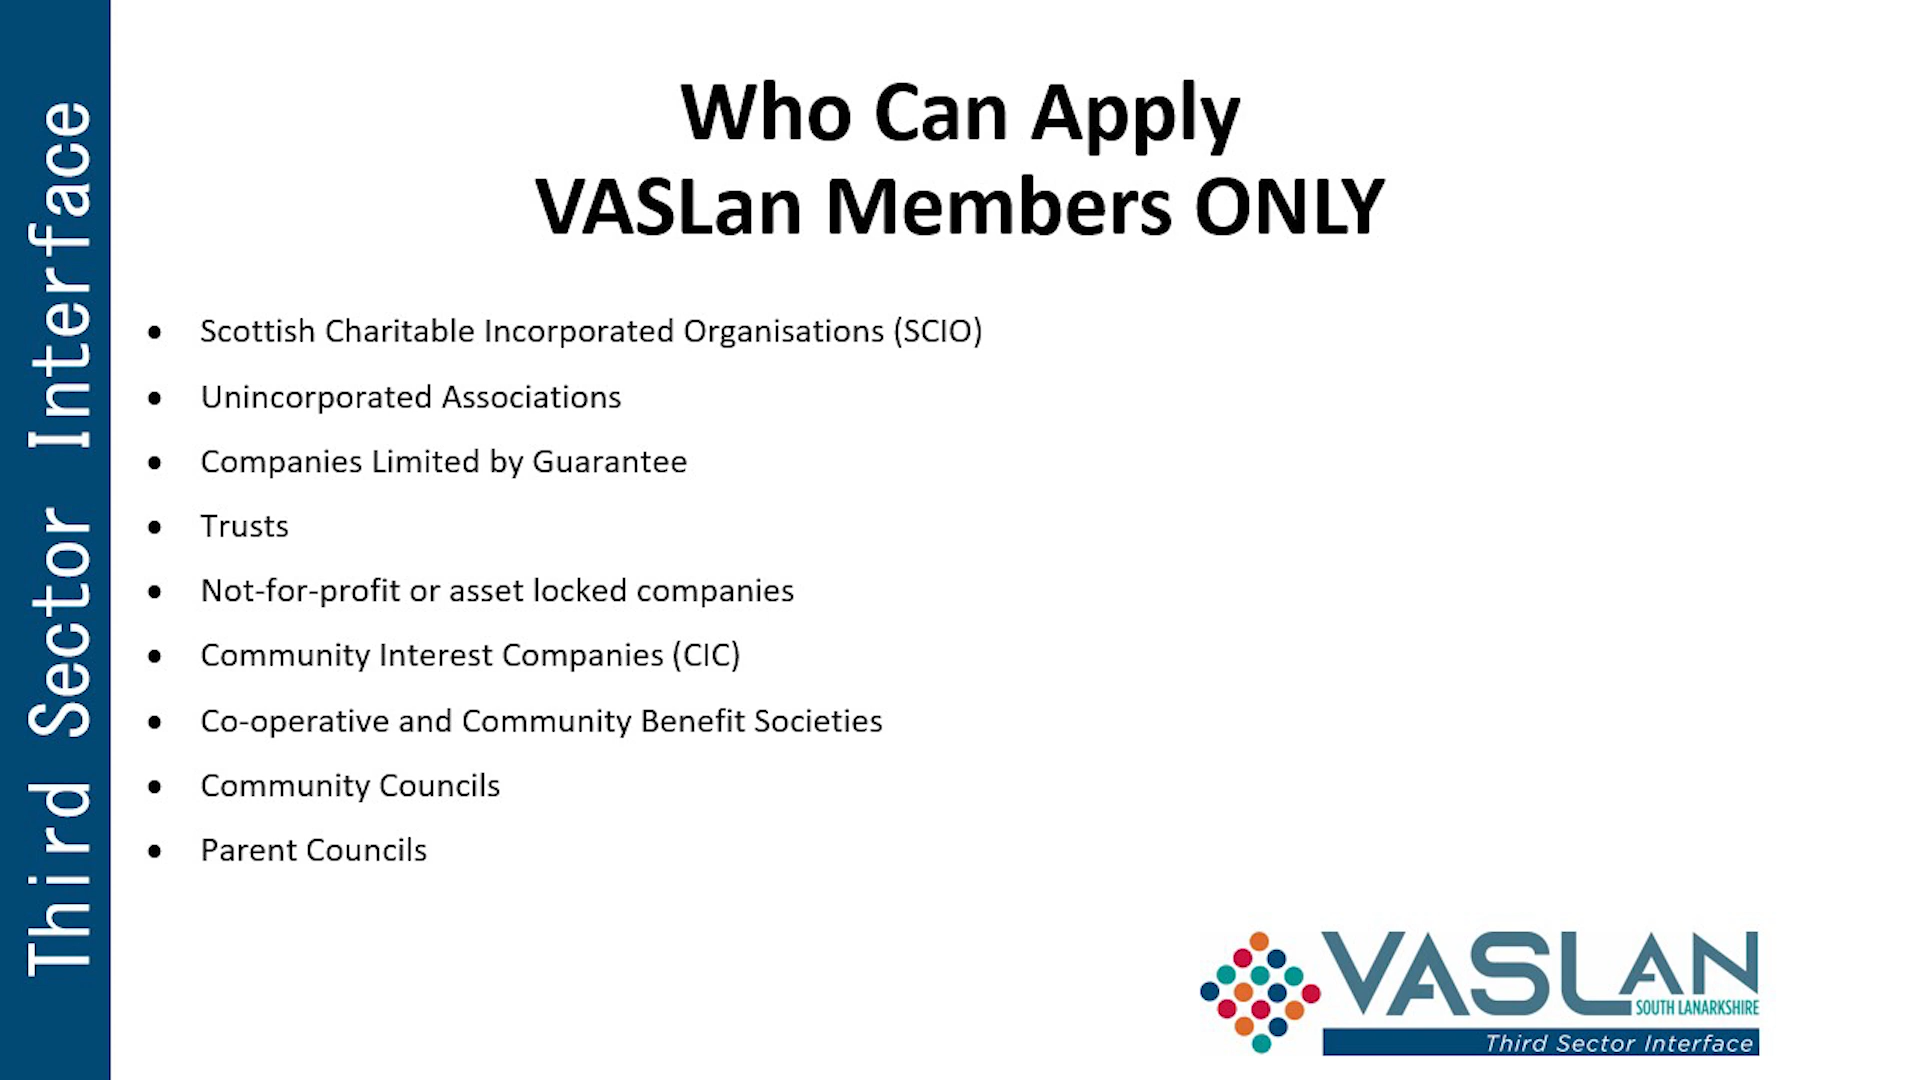 Third Sector Interface
Who Can Apply
VASLan Members ONLY
• Scottish Charitable Incorporated Organisations (SCIO)
• Unincorporated Associations
• Companies Limited by Guarantee
• Trusts
• Not-for-profit or asset locked companies
• Community Interest Companies (CIC)
• Co-operative and Community Benefit Societies
• Community Councils
• Parent Councils
VASLAN
SOUTH LANARKSHIRE
Third Sector Interface